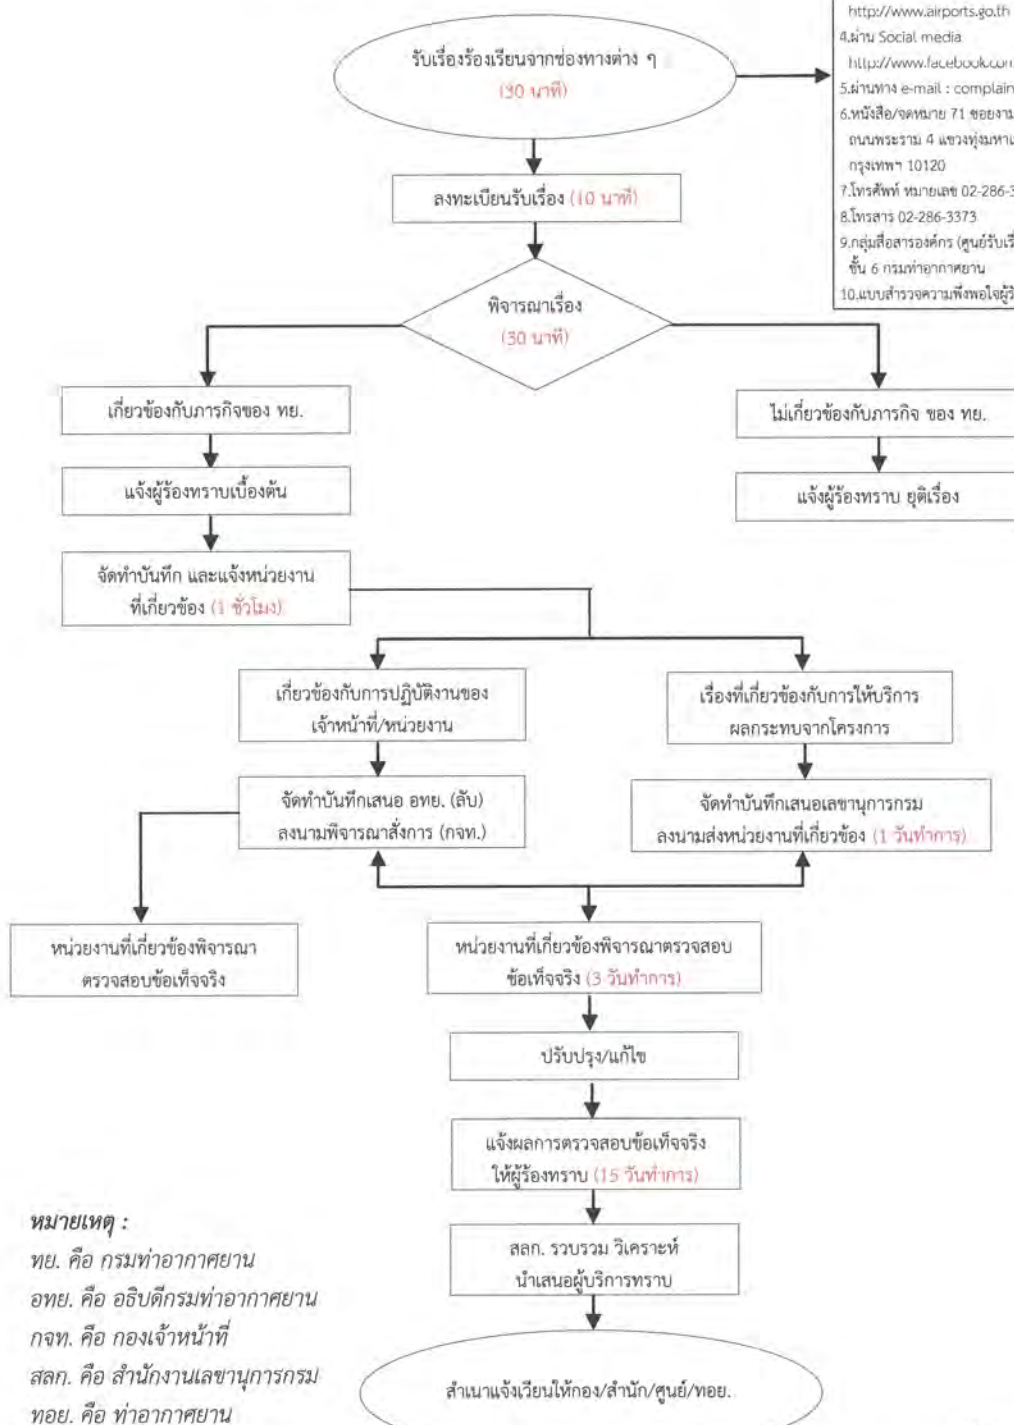 http://www.airports.go.th
4.ผ่าน Social media
http://www.facebook.com
5.ผ่านทาง e-mail : complain
6.หนังสือ/จดหมาย 71 ซอยงาม
ถนนพระราม 4 แขวงทุ่งมหาเ
กรุงเทพฯ 10120
7.โทรศัพท์ หมายเลข 02-286-3
8.โทรสาร 02-286-3373
9.กลุ่มสื่อสารองค์กร (ศูนย์รับเรื่
ชั้น 6 กรมท่าอากาศยาน
10.แบบสำรวจความพึงพอใจผู้รั
รับเรื่องร้องเรียนจากช่องทางต่าง ๆ
(30 นาที)
ลงทะเบียนรับเรื่อง (10 นาที)
พิจารณาเรื่อง
(30 นาที)
เกี่ยวข้องกับภารกิจของ ทย.
ไม่เกี่ยวข้องกับภารกิจ ของ ทย.
แจ้งผู้ร้องทราบเบื้องต้น
แจ้งผู้ร้องทราบ ยุติเรื่อง
จัดทำบันทึก และแจ้งหน่วยงาน
ที่เกี่ยวข้อง (1 ชั่วโมง)
เกี่ยวข้องกับการปฏิบัติงานของ
เจ้าหน้าที่/หน่วยงาน
เรื่องที่เกี่ยวข้องกับการให้บริการ
ผลกระทบจากโครงการ
จัดทำบันทึกเสนอ อทย. (ลับ)
ลงนามพิจารณาสั่งการ (กจท.)
จัดทำบันทึกเสนอเลขานุการกรม
ลงนามส่งหน่วยงานที่เกี่ยวข้อง (1 วันทำการ)
หน่วยงานที่เกี่ยวข้องพิจารณา
ตรวจสอบข้อเท็จจริง
หน่วยงานที่เกี่ยวข้องพิจารณาตรวจสอบ
ข้อเท็จจริง (3 วันทำการ)
ปรับปรุง/แก้ไข
แจ้งผลการตรวจสอบข้อเท็จจริง
ให้ผู้ร้องทราบ (15 วันทำการ)
สลก. รวบรวม วิเคราะห์
นำเสนอผู้บริการทราบ
สำเนาแจ้งเวียนให้กอง/สำนัก/ศูนย์/ทอย.
หมายเหตุ :
ทย. คือ กรมท่าอากาศยาน
อทย. คือ อธิบดีกรมท่าอากาศยาน
กจท. คือ กองเจ้าหน้าที่
สลก. คือ สำนักงานเลขานุการกรม
ทอย. คือ ท่าอากาศยาน